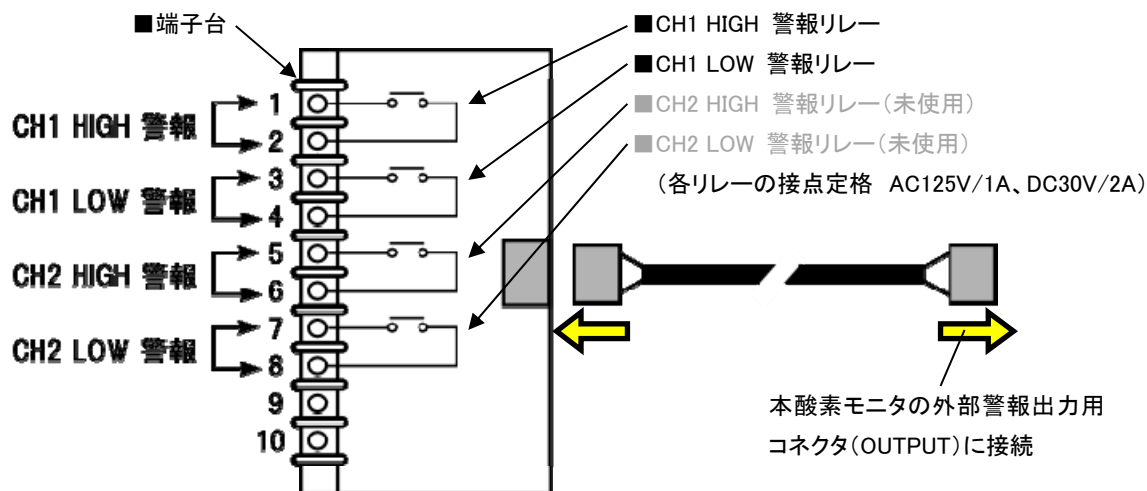 ■端子台
■CH1 HIGH 警報リレー
■CH1 LOW 警報リレー
■CH2 HIGH 警報リレー(未使用)
■CH2 LOW 警報リレー(未使用)
(各リレーの接点定格 AC125V/1A、DC30V/2A)
CH1 HIGH 警報
1
2
CH1 LOW 警報
3
4
CH2 HIGH 警報
5
6
CH2 LOW 警報
7
8
9
10
本酸素モニタの外部警報出力用
コネクタ(OUTPUT)に接続